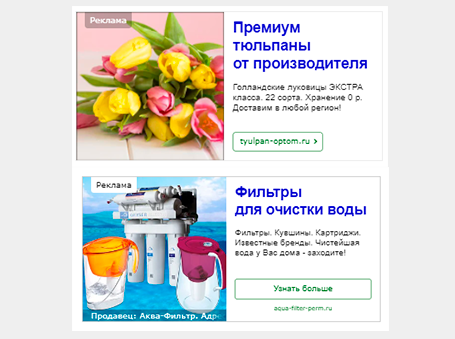 Реклама
Премиум
тюльпаны
от производителя
Голландские луковицы ЭКСТРА
класса. 22 сорта. Хранение 0 р.
Доставим в любой регион!
tyulpan-optom.ru >
Реклама
Фильтры
для очистки воды
Фильтры. Кувшины. Картриджи.
Известные бренды. Чистейшая
вода у Вас дома - заходите!
Продавец: Аква-Фильтр. Адре
Узнать больше
aqua-filter-perm.ru